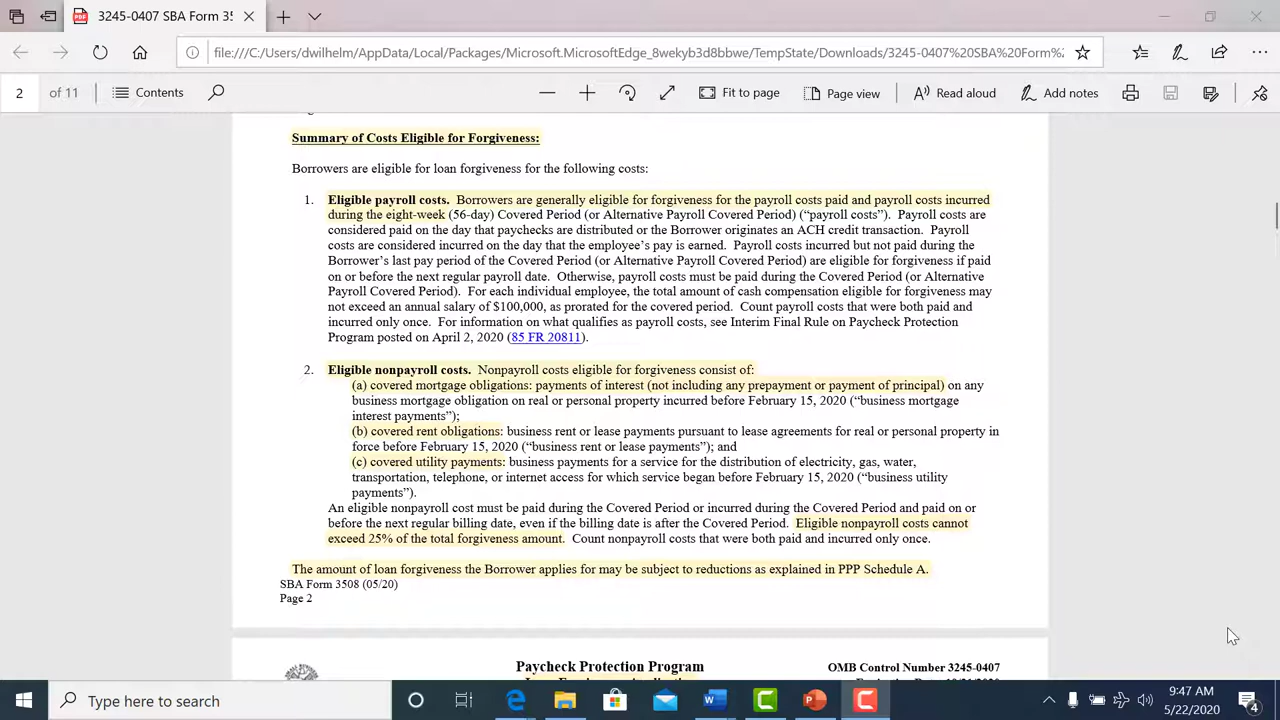 3245-0407 SBA Form 35
file:///C:/Users/dwilhelm/AppData/Local/Packages/Microsoft.MicrosoftEdge_8wekyb3d8bbwe/TempState/Downloads/3245-0407%20SBA%20Form%
2 of 11 Contents Fit to page Page view Read aloud Add notes
Summary of Costs Eligible for Forgiveness:
Borrowers are eligible for loan forgiveness for the following costs:
1. Eligible payroll costs. Borrowers are generally eligible for forgiveness for the payroll costs paid and payroll costs incurred
during the eight-week (56-day) Covered Period (or Alternative Payroll Covered Period) (“payroll costs”). Payroll costs are
considered paid on the day that paychecks are distributed or the Borrower originates an ACH credit transaction. Payroll
costs are considered incurred on the day that the employee’s pay is earned. Payroll costs incurred but not paid during the
Borrower’s last pay period of the Covered Period (or Alternative Payroll Covered Period) are eligible for forgiveness if paid
on or before the next regular payroll date. Otherwise, payroll costs must be paid during the Covered Period (or Alternative
Payroll Covered Period). For each individual employee, the total amount of cash compensation eligible for forgiveness may
not exceed an annual salary of $100,000, as prorated for the covered period. Count payroll costs that were both paid and
incurred only once. For information on what qualifies as payroll costs, see Interim Final Rule on Paycheck Protection
Program posted on April 2, 2020 (85 FR 20811).
2. Eligible nonpayroll costs. Nonpayroll costs eligible for forgiveness consist of:
(a) covered mortgage obligations: payments of interest (not including any prepayment or payment of principal) on any
business mortgage obligation on real or personal property incurred before February 15, 2020 (“business mortgage
interest payments”);
(b) covered rent obligations: business rent or lease payments pursuant to lease agreements for real or personal property in
force before February 15, 2020 (“business rent or lease payments”); and
(c) covered utility payments: business payments for a service for the distribution of electricity, gas, water,
transportation, telephone, or internet access for which service began before February 15, 2020 (“business utility
payments”).
An eligible nonpayroll cost must be paid during the Covered Period or incurred during the Covered Period and paid on or
before the next regular billing date, even if the billing date is after the Covered Period. Eligible nonpayroll costs cannot
exceed 25% of the total forgiveness amount. Count nonpayroll costs that were both paid and incurred only once.
The amount of loan forgiveness the Borrower applies for may be subject to reductions as explained in PPP Schedule A.
SBA Form 3508 (05/20)
Page 2
Paycheck Protection Program OMB Control Number 3245-0407
Type here to search
9:47 AM
5/22/2020
4